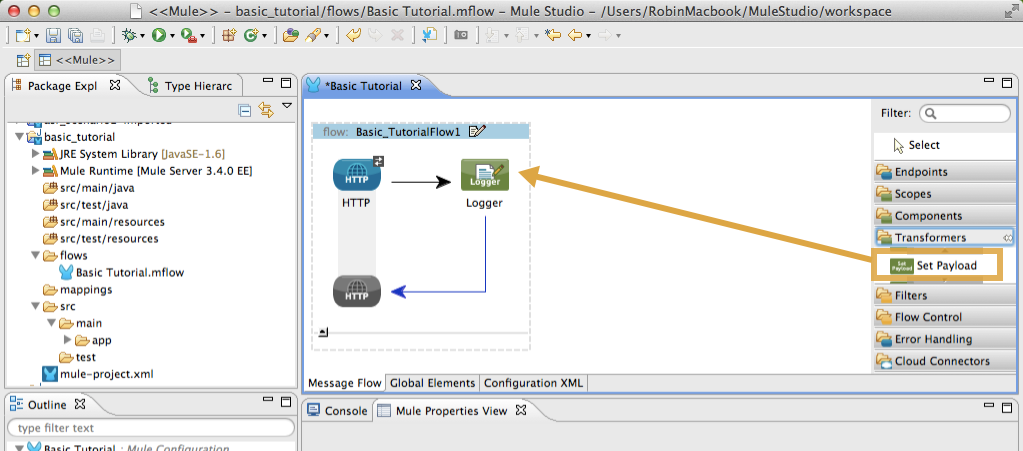 <<Mule>> – basic_tutorial/flows/Basic Tutorial.mflow – Mule Studio – /Users/RobinMacbook/MuleStudio/workspace
<<Mule>>
Package Expl
Type Hierarc
basic_tutorial
JRE System Library [JavaSE-1.6]
Mule Runtime [Mule Server 3.4.0 EE]
src/main/java
src/test/java
src/main/resources
src/test/resources
flows
Basic Tutorial.mflow
mappings
src
main
app
test
mule-project.xml
Outline
type filter text
Basic Tutorial : Mule Configuration
*Basic Tutorial
flow: Basic_TutorialFlow1
HTTP
Logger
HTTP
Logger
HTTP
Message Flow
Global Elements
Configuration XML
Filter:
Select
Endpoints
Scopes
Components
Transformers
Set Payload
Set Payload
Filters
Flow Control
Error Handling
Cloud Connectors
Console
Mule Properties View